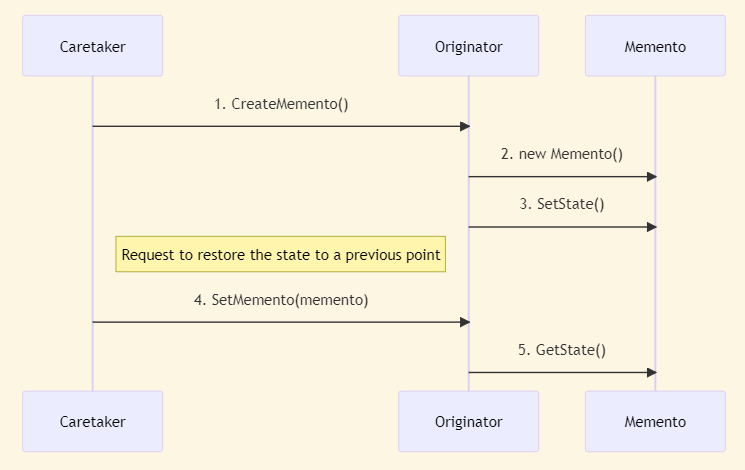 Caretaker
Originator
Memento
1. CreateMemento()
2. new Memento()
3. SetState()
Request to restore the state to a previous point
4. SetMemento(memento)
5. GetState()
Caretaker
Originator
Memento